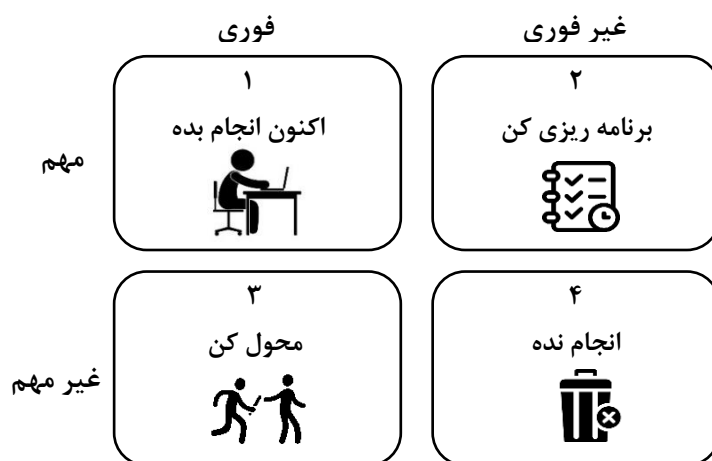 فوری
غیر فوری
مهم
۱
اکنون انجام بده
۲
برنامه ریزی کن
غیر مهم
۳
محول کن
۴
انجام نده